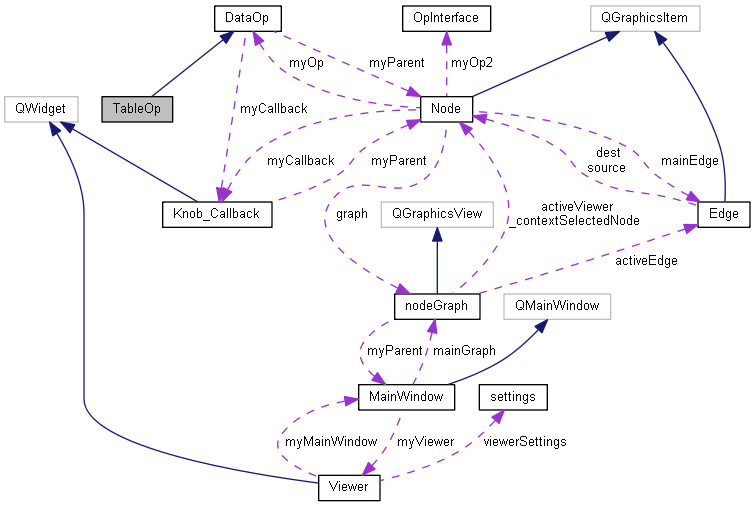 DataOp
OpInterface
QGraphicsItem
myOp
myParent
myOp2
QWidget
TableOp
Node
myCallback
myCallback
myParent
dest
source
mainEdge
Knob_Callback
graph
QGraphicsView
activeViewer
_contextSelectedNode
Edge
activeEdge
nodeGraph
QMainWindow
myParent
mainGraph
MainWindow
settings
myMainWindow
myViewer
viewerSettings
Viewer